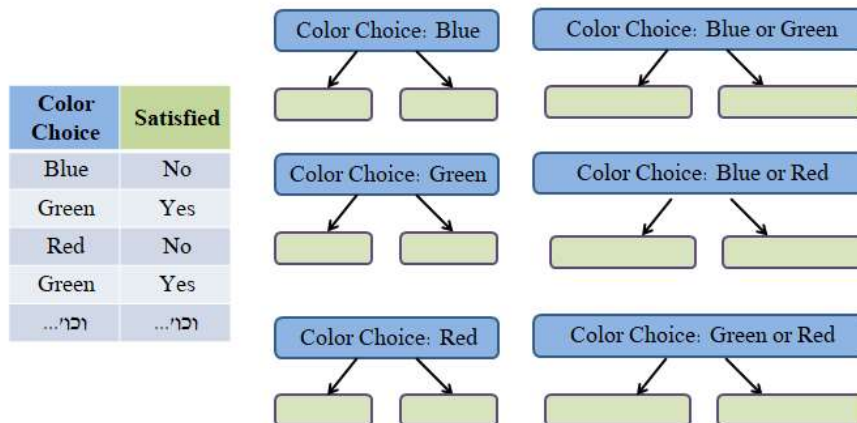 Color Choice: Blue
Color Choice: Blue or Green
Color
Choice
Satisfied
Blue No
Green Yes
Red No
Green Yes
וכו'... וכו'...
Color Choice: Green
Color Choice: Blue or Red
Color Choice: Red
Color Choice: Green or Red